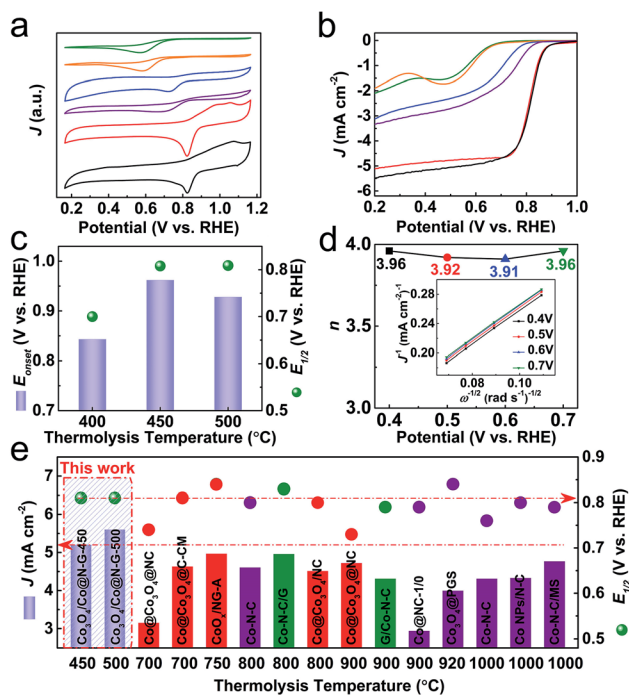 a
J (a.u.)
0.2 0.4 0.6 0.8 1.0 1.2
Potential (V vs. RHE)
b
J (mA cm⁻²)
0
-1
-2
-3
-4
-5
-6
0.2 0.4 0.6 0.8 1.0
Potential (V vs. RHE)
c
E_onset (V vs. RHE)
1.0
0.9
0.8
0.7
400 450 500
Thermolysis Temperature (°C)
0.9
0.8
0.7
0.6
0.5
E_1/2 (V vs. RHE)
d
n
4.0
3.5
3.0
3.96 3.92 3.91 3.96
J⁻¹ (mA cm⁻²)⁻¹
0.28
0.24
0.20
0.08 0.10
ω⁻¹/² (rad s⁻¹)⁻¹/²
0.4V
0.5V
0.6V
0.7V
0.4 0.5 0.6 0.7
Potential (V vs. RHE)
e
This work
J (mA cm⁻²)
7
6
5
4
3
Co₃O₄/Co@N-G-450
Co₃O₄/Co@N-G-500
Co@Co₃O₄@NC
Co@Co₃O₄@C-CM
CoOₓ/NG-A
Co-N-C
Co-N-C/G
Co@Co₃O₄/NC
Co@Co₃O₄@NC
G/Co-N-C
Co@NC-1/0
Co₃O₄@PGS
Co-N-C
Co NPs/N-C
Co-N-C/MS
450 500 700 700 750 800 800 800 900 900 900 920 1000 1000 1000
Thermolysis Temperature (°C)
0.9
0.8
0.7
0.6
0.5
E_1/2 (V vs. RHE)